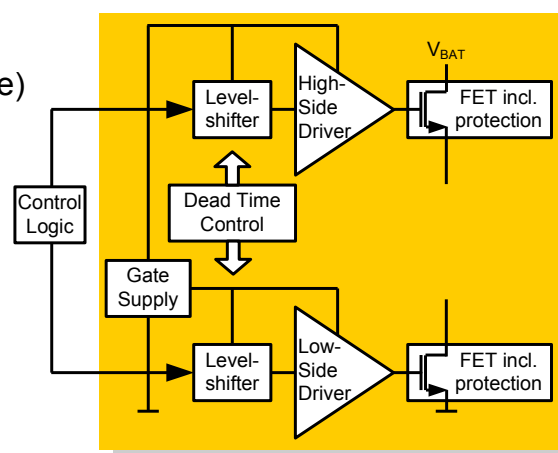 e)
V_BAT
Level-
shifter
High-
Side
Driver
FET incl.
protection
Control
Logic
Dead Time
Control
Gate
Supply
Level-
shifter
Low-
Side
Driver
FET incl.
protection